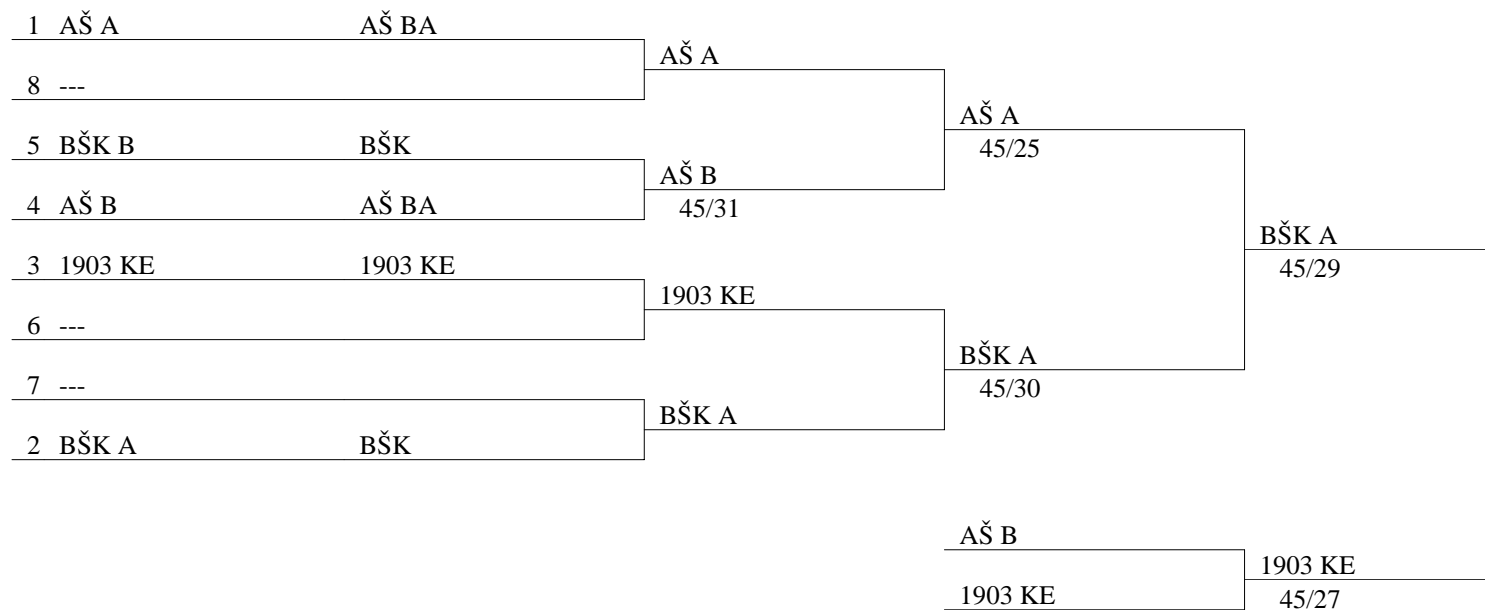 1 AŠ A AŠ BA
AŠ A
8 ---
AŠ A
45/25
5 BŠK B BŠK
AŠ B
45/31
4 AŠ B AŠ BA
BŠK A
45/29
3 1903 KE 1903 KE
1903 KE
6 ---
BŠK A
45/30
7 ---
BŠK A
2 BŠK A BŠK
AŠ B
1903 KE
45/27
1903 KE